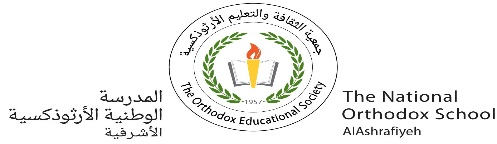 جمعية الثقافة والتعليم الأرثوذكسية
-1957-
The Orthodox Educational Society
المدرسة
الوطنية الأرثوذكسية
الأشرفية
The National
Orthodox School
AlAshrafiyeh